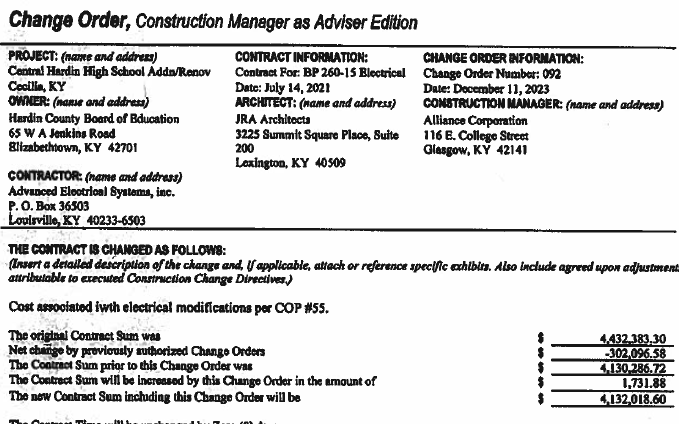 Change Order, Construction Manager as Adviser Edition
PROJECT: (name and address)
Central Hardin High School Addn/Renov
Cecilia, KY
OWNER: (name and address)
Hardin County Board of Education
65 W A Jenkins Road
Elizabethtown, KY 42701
CONTRACTOR: (name and address)
Advanced Electrical Systems, inc.
P. O. Box 36503
Louisville, KY 40233-6503
CONTRACT INFORMATION:
Contract For: BP 260-15 Electrical
Date: July 14, 2021
ARCHITECT: (name and address)
JRA Architects
3225 Summit Square Place, Suite
200
Lexington, KY 40509
CHANGE ORDER INFORMATION:
Change Order Number: 092
Date: December 11, 2023
CONSTRUCTION MANAGER: (name and address)
Alliance Corporation
116 E. College Street
Glasgow, KY 42141
THE CONTRACT IS CHANGED AS FOLLOWS:
(Insert a detailed description of the change and, if applicable, attach or reference specific exhibits. Also include agreed upon adjustments
attributable to executed Construction Change Directives.)
Cost associated iwth electrical modifications per COP #55.
The original Contract Sum was $ 4,432,383.30
Net change by previously authorized Change Orders $ -302,096.58
The Contract Sum prior to this Change Order was $ 4,130,286.72
The Contract Sum will be increased by this Change Order in the amount of $ 1,731.88
The new Contract Sum including this Change Order will be $ 4,132,018.60